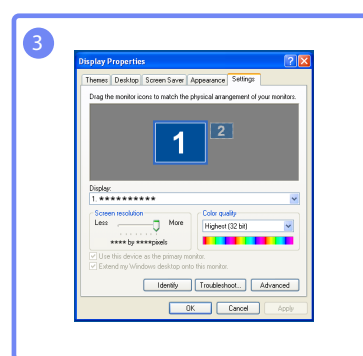 3
Display Properties
Themes Desktop Screen Saver Appearance Settings
Drag the monitor icons to match the physical arrangement of your monitors.
1 2
Display:
1. **********
Screen resolution Color quality
Less More Highest (32 bit)
**** by ****pixels
Use this device as the primary monitor.
Extend my Windows desktop onto this monitor.
Identify Troubleshoot... Advanced
OK Cancel Apply